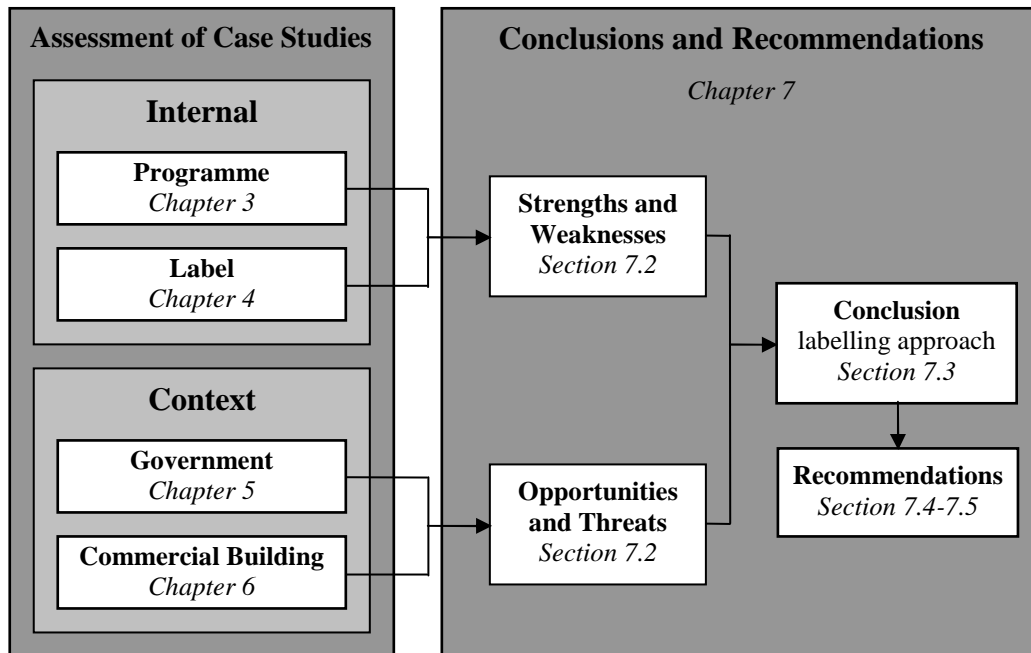 Assessment of Case Studies
Internal
Programme
Chapter 3
Label
Chapter 4
Context
Government
Chapter 5
Commercial Building
Chapter 6
Conclusions and Recommendations
Chapter 7
Strengths and
Weaknesses
Section 7.2
Opportunities
and Threats
Section 7.2
Conclusion
labelling approach
Section 7.3
Recommendations
Section 7.4-7.5